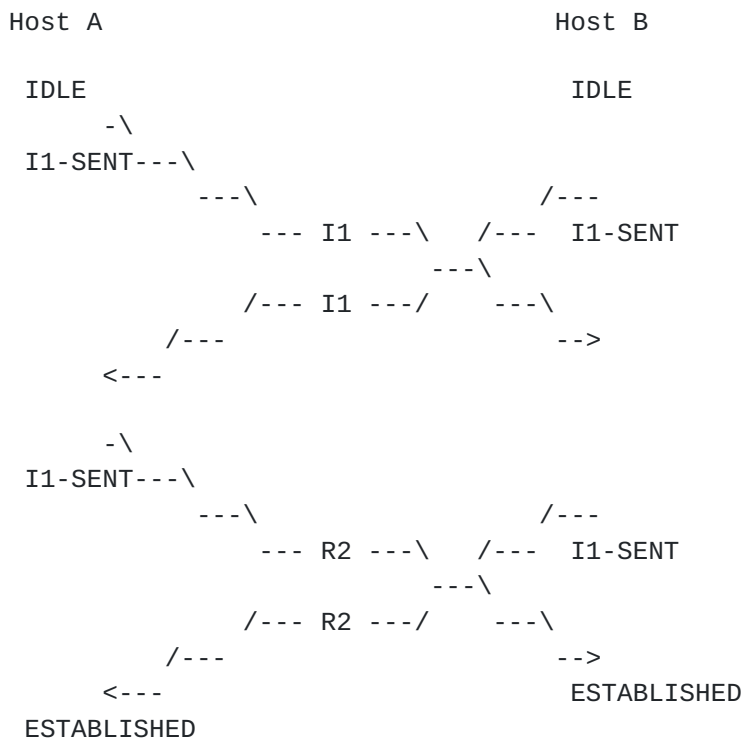 Host A                                   Host B

 IDLE                                     IDLE
      -\
 I1-SENT---\
            ---\                        /---
                --- I1 ---\   /---  I1-SENT
                           ---\
               /--- I1 ---/    ---\
          /---                     -->
      <---

      -\
 I1-SENT---\
            ---\                        /---
                --- R2 ---\   /---  I1-SENT
                           ---\
               /--- R2 ---/    ---\
          /---                     -->
      <---                          ESTABLISHED
 ESTABLISHED